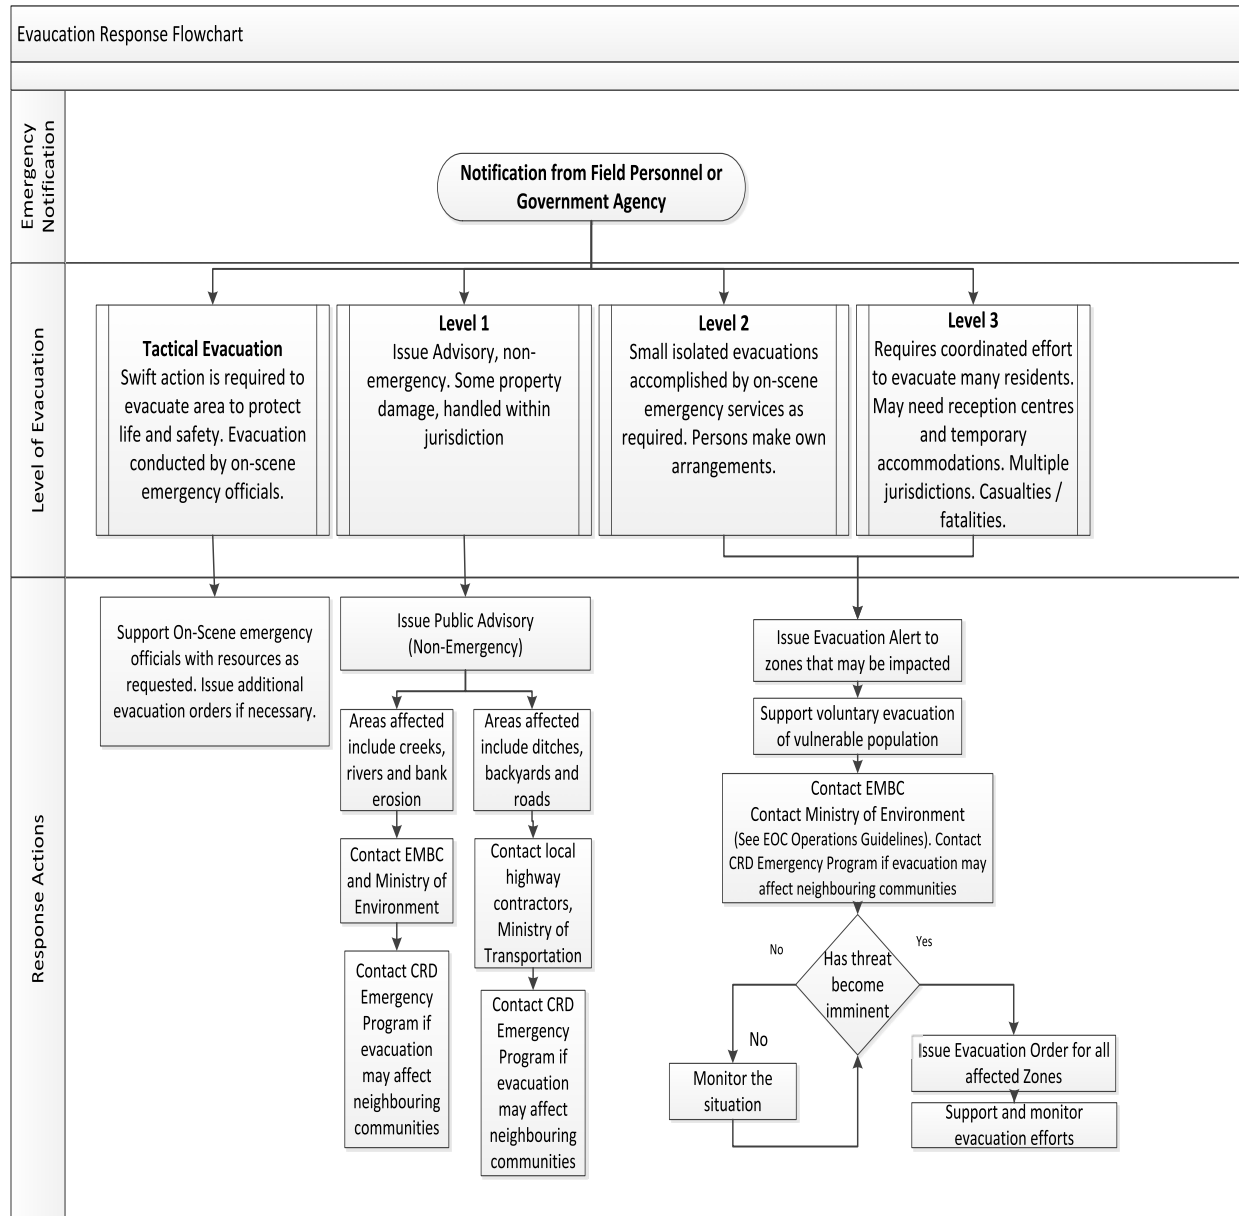 Evaucation Response Flowchart
Emergency
Notification
Notification from Field Personnel or
Government Agency
Level of Evacuation
Tactical Evacuation
Swift action is required to
evacuate area to protect
life and safety. Evacuation
conducted by on-scene
emergency officials.
Level 1
Issue Advisory, non-
emergency. Some property
damage, handled within
jurisdiction
Level 2
Small isolated evacuations
accomplished by on-scene
emergency services as
required. Persons make own
arrangements.
Level 3
Requires coordinated effort
to evacuate many residents.
May need reception centres
and temporary
accommodations. Multiple
jurisdictions. Casualties /
fatalities.
Response Actions
Support On-Scene emergency
officials with resources as
requested. Issue additional
evacuation orders if necessary.
Issue Public Advisory
(Non-Emergency)
Areas affected
include creeks,
rivers and bank
erosion
Contact EMBC
and Ministry of
Environment
Contact CRD
Emergency
Program if
evacuation
may affect
neighbouring
communities
Areas affected
include ditches,
backyards and
roads
Contact local
highway
contractors,
Ministry of
Transportation
Contact CRD
Emergency
Program if
evacuation
may affect
neighbouring
communities
Issue Evacuation Alert to
zones that may be impacted
Support voluntary evacuation
of vulnerable population
Contact EMBC
Contact Ministry of Environment
(See EOC Operations Guidelines). Contact
CRD Emergency Program if evacuation may
affect neighbouring communities
Has threat
become
imminent
No
Yes
No
Monitor the
situation
Issue Evacuation Order for all
affected Zones
Support and monitor
evacuation efforts